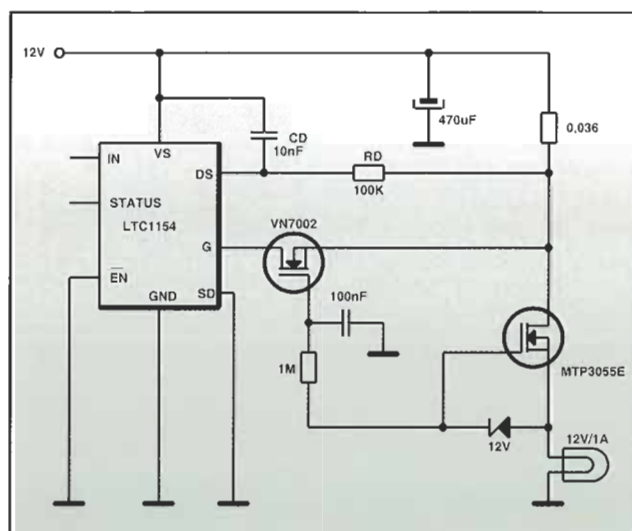 12V
470uF
0,036
CD
10nF
RD
100K
IN
VS
DS
STATUS
LTC1154
VN7002
G
EN
GND
SD
100nF
1M
MTP3055E
12V
12V/1A